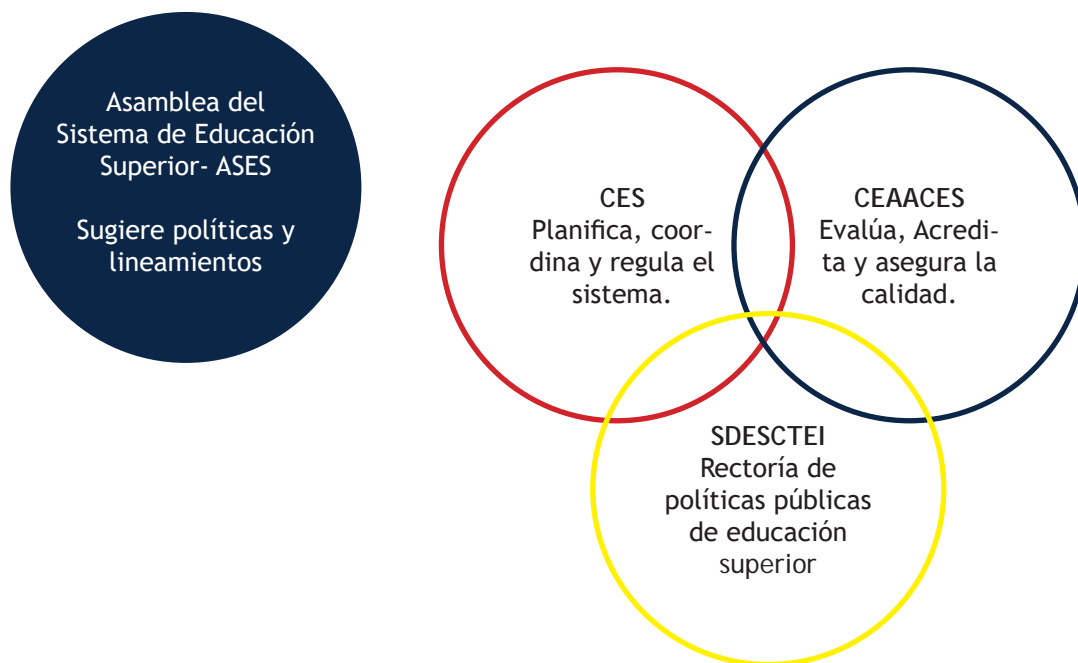 Asamblea del
Sistema de Educación
Superior- ASES
Sugiere políticas y
lineamientos
CES
Planifica, coor-
dina y regula el
sistema.
CEAACES
Evalúa, Acredi-
ta y asegura la
calidad.
SDESCTEI
Rectoría de
políticas públicas
de educación
superior